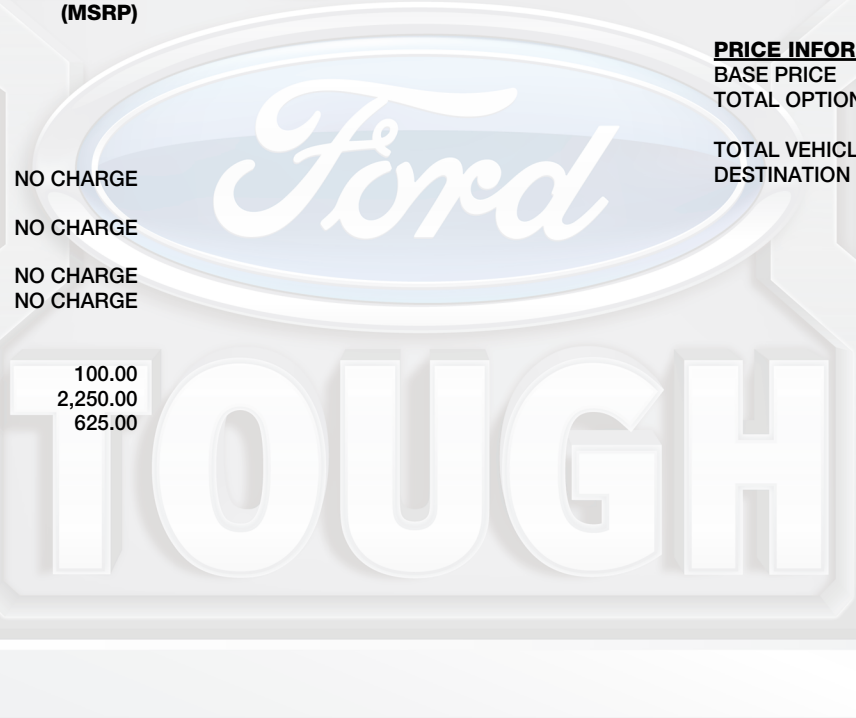 (MSRP)
NO CHARGE
NO CHARGE
NO CHARGE
NO CHARGE
100.00
2,250.00
625.00
PRICE INFOR
BASE PRICE
TOTAL OPTION
TOTAL VEHICL
DESTINATION
Ford
TOUGH